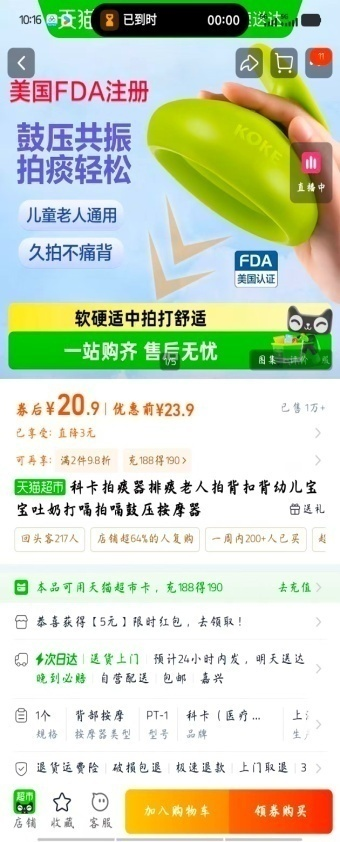 10:16
已到时
00:00
天猫
送达
美国FDA注册
鼓压共振
拍痰轻松
KOKE
直播中
儿童老人通用
久拍不痛背
FDA
美国认证
软硬适中拍打舒适
一站购齐 售后无忧
1/5
图集
券后¥20.9 优惠前¥23.9
已售 1万+
已享受: 直降3元
可再享: 满2件9.8折 充188得190>
天猫超市 科卡拍痰器排痰老人拍背扣背幼儿宝
宝吐奶打嗝拍嗝鼓压按摩器
送礼
回头客217人 店铺超64%的人复购 一周内200+人已买
本品可用天猫超市卡，充188得190 去充值
恭喜获得【5元】限时红包，去领取！
次日达 送货上门 预计24小时内发，明天送达
晚到必赔 自营配送 包邮 嘉兴
1个 背部按摩 PT-1 科卡（医疗…
规格 按摩器类型 型号 品牌
退货运费险 破损包退 极速退款 上门取退 3
超市
店铺 收藏 客服
加入购物车 领券购买